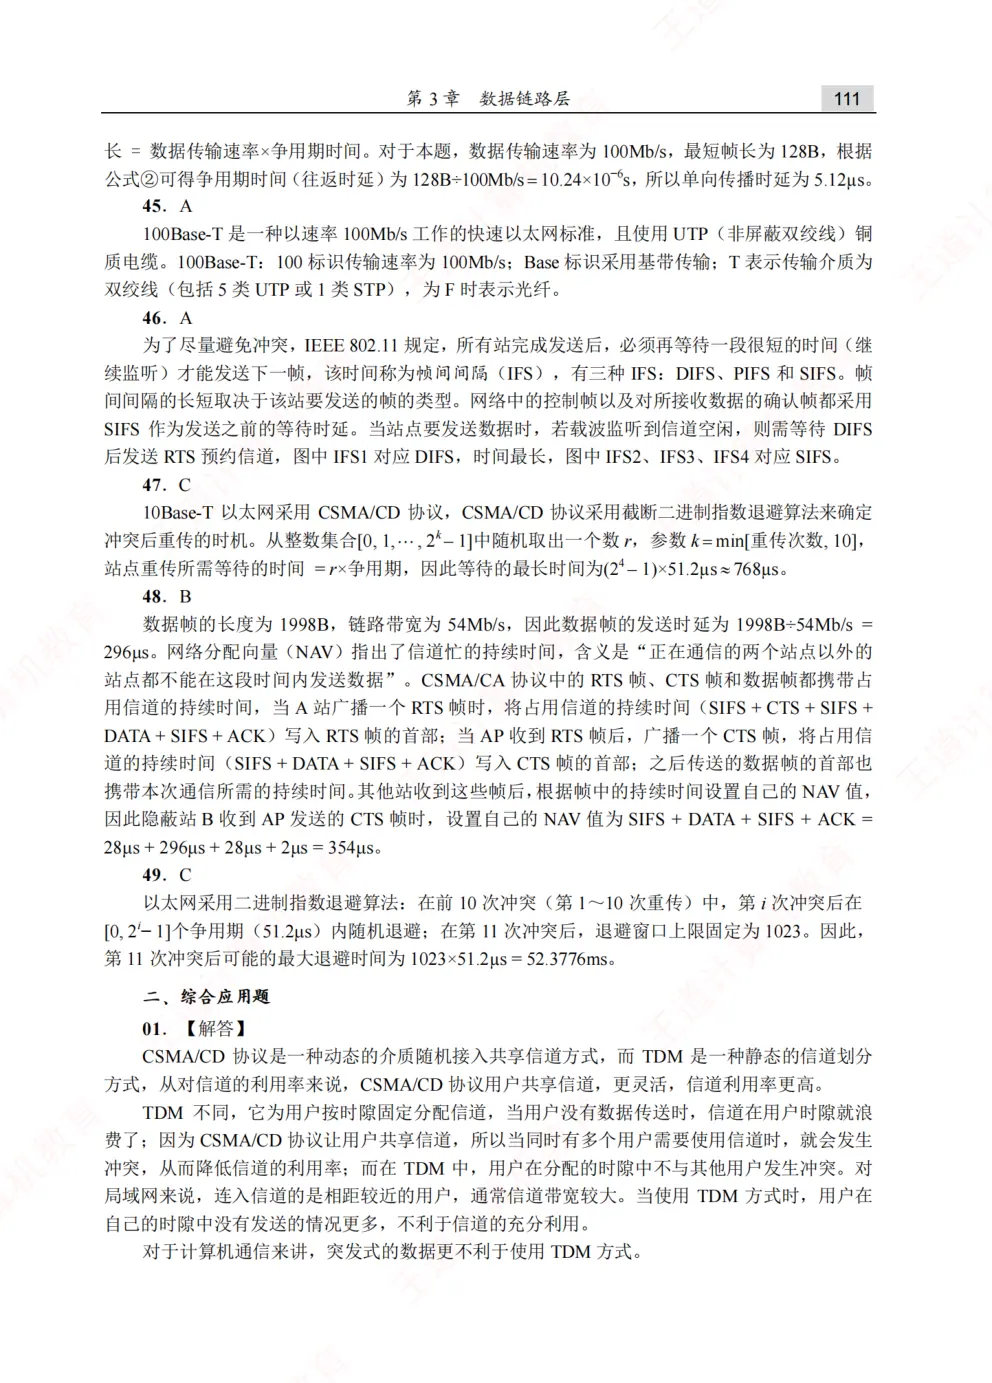 第 3 章　数据链路层
111
长 = 数据传输速率×争用期时间。对于本题，数据传输速率为 100Mb/s，最短帧长为 128B，根据
公式②可得争用期时间（往返时延）为 128B÷100Mb/s = 10.24×10⁻⁶s，所以单向传播时延为 5.12μs。
45．A
100Base-T 是一种以速率 100Mb/s 工作的快速以太网标准，且使用 UTP（非屏蔽双绞线）铜
质电缆。100Base-T：100 标识传输速率为 100Mb/s；Base 标识采用基带传输；T 表示传输介质为
双绞线（包括 5 类 UTP 或 1 类 STP），为 F 时表示光纤。
46．A
为了尽量避免冲突，IEEE 802.11 规定，所有站完成发送后，必须再等待一段很短的时间（继
续监听）才能发送下一帧，该时间称为帧间间隔（IFS），有三种 IFS：DIFS、PIFS 和 SIFS。帧
间间隔的长短取决于该站要发送的帧的类型。网络中的控制帧以及对所接收数据的确认帧都采用
SIFS 作为发送之前的等待时延。当站点要发送数据时，若载波监听到信道空闲，则需等待 DIFS
后发送 RTS 预约信道，图中 IFS1 对应 DIFS，时间最长，图中 IFS2、IFS3、IFS4 对应 SIFS。
47．C
10Base-T 以太网采用 CSMA/CD 协议，CSMA/CD 协议采用截断二进制指数退避算法来确定
冲突后重传的时机。从整数集合[0, 1,⋯, 2ᵏ – 1]中随机取出一个数 r，参数 k = min[重传次数, 10]，
站点重传所需等待的时间 = r×争用期，因此等待的最长时间为(2⁴ – 1)×51.2μs ≈ 768μs。
48．B
数据帧的长度为 1998B，链路带宽为 54Mb/s，因此数据帧的发送时延为 1998B÷54Mb/s =
296μs。网络分配向量（NAV）指出了信道忙的持续时间，含义是“正在通信的两个站点以外的
站点都不能在这段时间内发送数据”。CSMA/CA 协议中的 RTS 帧、CTS 帧和数据帧都携带占
用信道的持续时间，当 A 站广播一个 RTS 帧时，将占用信道的持续时间（SIFS + CTS + SIFS +
DATA + SIFS + ACK）写入 RTS 帧的首部；当 AP 收到 RTS 帧后，广播一个 CTS 帧，将占用信
道的持续时间（SIFS + DATA + SIFS + ACK）写入 CTS 帧的首部；之后传送的数据帧的首部也
携带本次通信所需的持续时间。其他站收到这些帧后，根据帧中的持续时间设置自己的 NAV 值，
因此隐蔽站 B 收到 AP 发送的 CTS 帧时，设置自己的 NAV 值为 SIFS + DATA + SIFS + ACK =
28μs + 296μs + 28μs + 2μs = 354μs。
49．C
以太网采用二进制指数退避算法：在前 10 次冲突（第 1～10 次重传）中，第 i 次冲突后在
[0, 2ⁱ– 1]个争用期（51.2μs）内随机退避；在第 11 次冲突后，退避窗口上限固定为 1023。因此，
第 11 次冲突后可能的最大退避时间为 1023×51.2μs = 52.3776ms。
二、综合应用题
01．【解答】
CSMA/CD 协议是一种动态的介质随机接入共享信道方式，而 TDM 是一种静态的信道划分
方式，从对信道的利用率来说，CSMA/CD 协议用户共享信道，更灵活，信道利用率更高。
TDM 不同，它为用户按时隙固定分配信道，当用户没有数据传送时，信道在用户时隙就浪
费了；因为 CSMA/CD 协议让用户共享信道，所以当同时有多个用户需要使用信道时，就会发生
冲突，从而降低信道的利用率；而在 TDM 中，用户在分配的时隙中不与其他用户发生冲突。对
局域网来说，连入信道的是相距较近的用户，通常信道带宽较大。当使用 TDM 方式时，用户在
自己的时隙中没有发送的情况更多，不利于信道的充分利用。
对于计算机通信来讲，突发式的数据更不利于使用 TDM 方式。